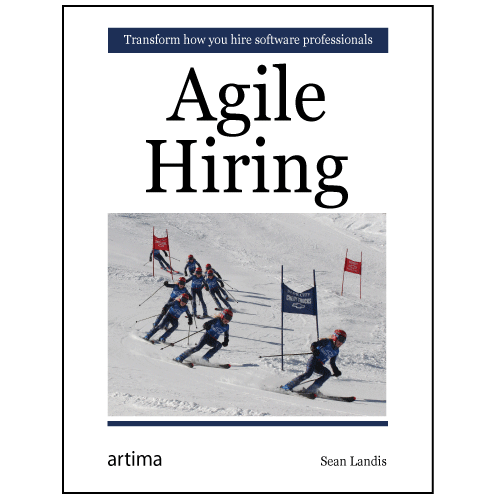 Transform how you hire software professionals
Agile
Hiring
artima
Sean Landis